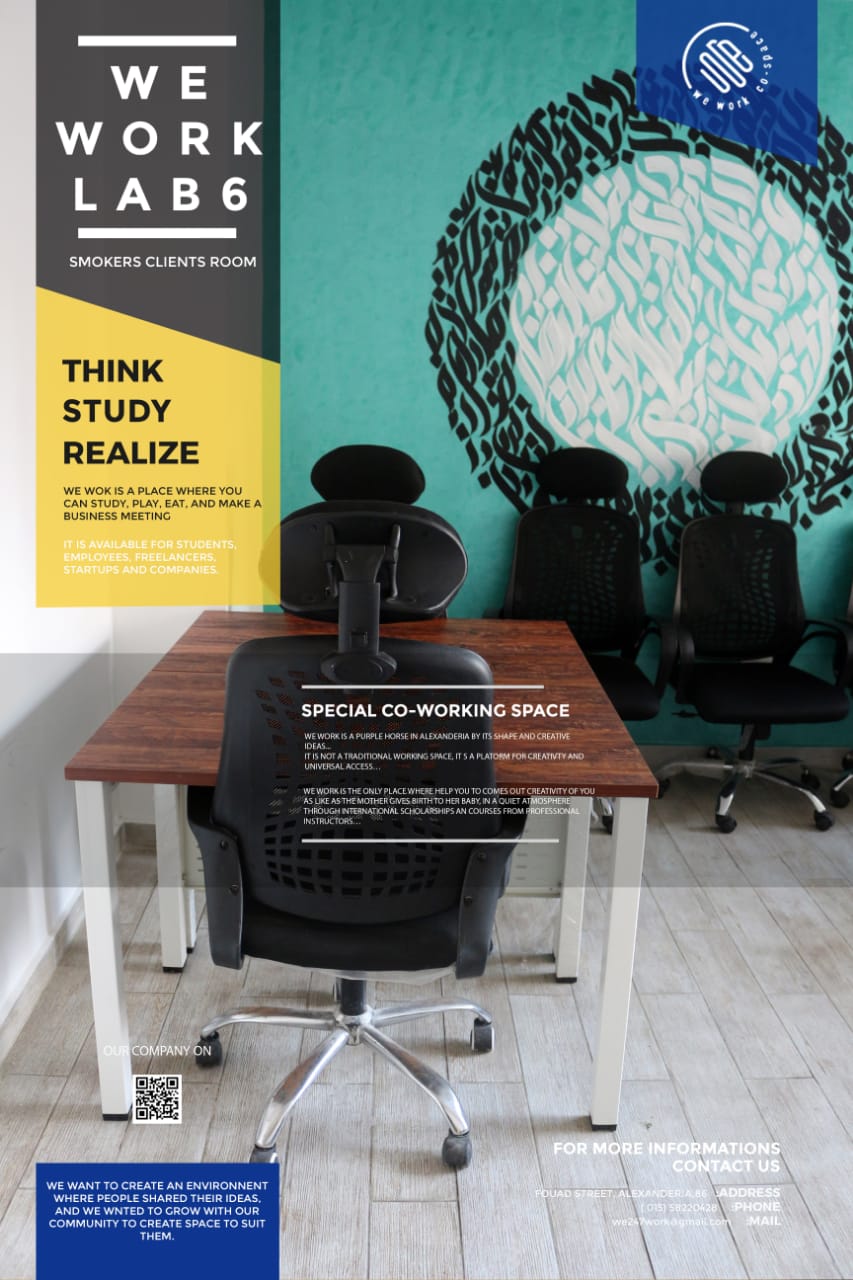 WE
WORK
LAB6
SMOKERS CLIENTS ROOM
we work co-space
THINK
STUDY
REALIZE
WE WOK IS A PLACE WHERE YOU
CAN STUDY, PLAY, EAT, AND MAKE A
BUSINESS MEETING
IT IS AVAILABLE FOR STUDENTS,
EMPLOYEES, FREELANCERS,
STARTUPS AND COMPANIES.
SPECIAL CO-WORKING SPACE
WE WORK IS A PURPLE HORSE IN ALEXANDERIA BY ITS SHAPE AND CREATIVE
IDEAS...
IT IS NOT A TRADITIONAL WORKING SPACE, IT S A PLATORM FOR CREATIVTY AND
UNIVERSAL ACCESS...
WE WORK IS THE ONLY PLACE WHERE HELP YOU TO COMES OUT CREATIVITY OF YOU
AS LIKE AS THE MOTHER GIVES BIRTH TO HER BABY, IN A QUIET ATMOSPHERE
THROUGH INTERNATIONAL SCHOLARSHIPS AN COURSES FROM PROFESSIONAL
INSTRUCTORS...
OUR COMPANY ON
WE WANT TO CREATE AN ENVIRONNENT
WHERE PEOPLE SHARED THEIR IDEAS,
AND WE WNTED TO GROW WITH OUR
COMMUNITY TO CREATE SPACE TO SUIT
THEM.
FOR MORE INFORMATIONS
CONTACT US
FOUAD STREET, ALEXANDERIA,86 :ADDRESS
( 015) 58220428 :PHONE
we247work@gmail.com :MAIL